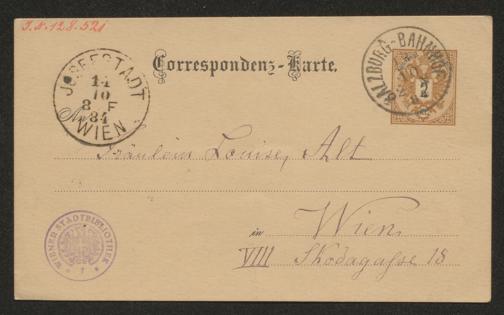 J.N. 128.521
Correspondenz-Karte.
SALZBURG-BAHNHOF
2
JOSEFSTADT
14
10
8 F
84
WIEN
An
Fräulein Louise Alt
in Wien,
VIII Skodagasse 18
WIENER STADTBIBLIOTHEK